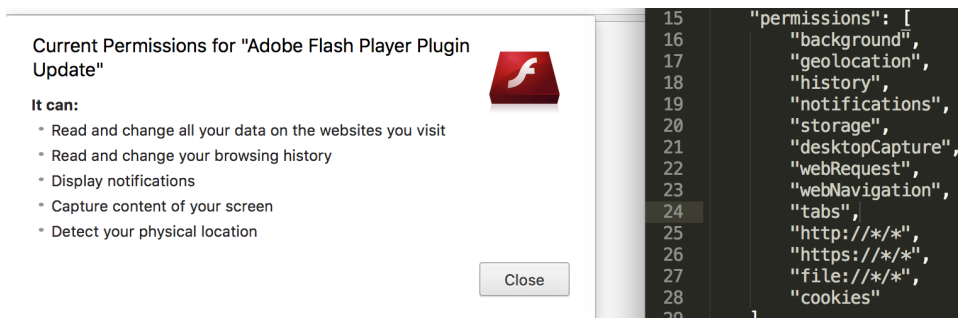 Current Permissions for "Adobe Flash Player Plugin
Update"
It can:
• Read and change all your data on the websites you visit
• Read and change your browsing history
• Display notifications
• Capture content of your screen
• Detect your physical location
Close
15 "permissions": [
16 "background",
17 "geolocation",
18 "history",
19 "notifications",
20 "storage",
21 "desktopCapture",
22 "webRequest",
23 "webNavigation",
24 "tabs",
25 "http://*/*",
26 "https://*/*",
27 "file://*/*",
28 "cookies"
29 ]